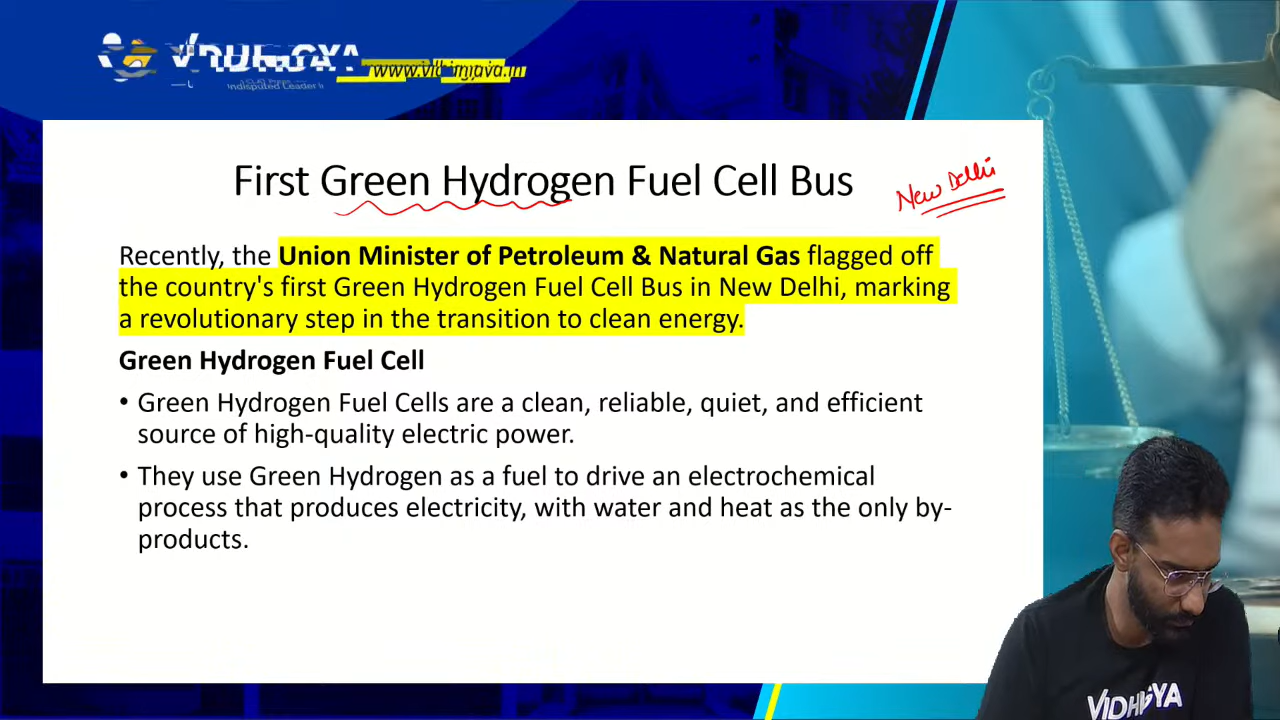 First Green Hydrogen Fuel Cell Bus
New Delhi
Recently, the Union Minister of Petroleum & Natural Gas flagged off
the country's first Green Hydrogen Fuel Cell Bus in New Delhi, marking
a revolutionary step in the transition to clean energy.
Green Hydrogen Fuel Cell
• Green Hydrogen Fuel Cells are a clean, reliable, quiet, and efficient
source of high-quality electric power.
• They use Green Hydrogen as a fuel to drive an electrochemical
process that produces electricity, with water and heat as the only by-
products.